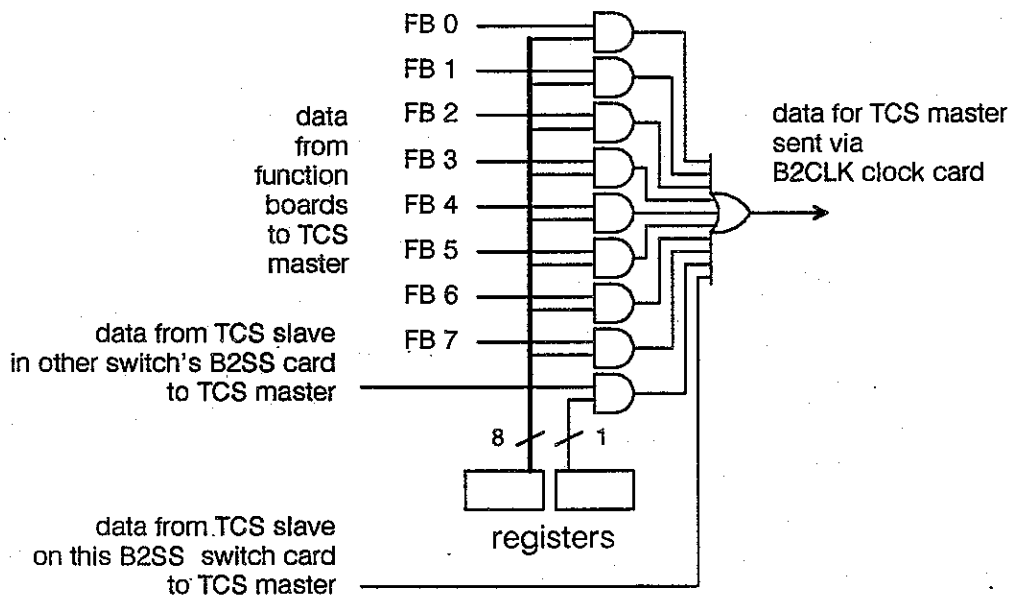 FB 0
FB 1
FB 2
FB 3
FB 4
FB 5
FB 6
FB 7
data
from
function
boards
to TCS
master
data for TCS master
sent via
B2CLK clock card
data from TCS slave
in other switch's B2SS card
to TCS master
8
1
registers
data from TCS slave
on this B2SS switch card
to TCS master